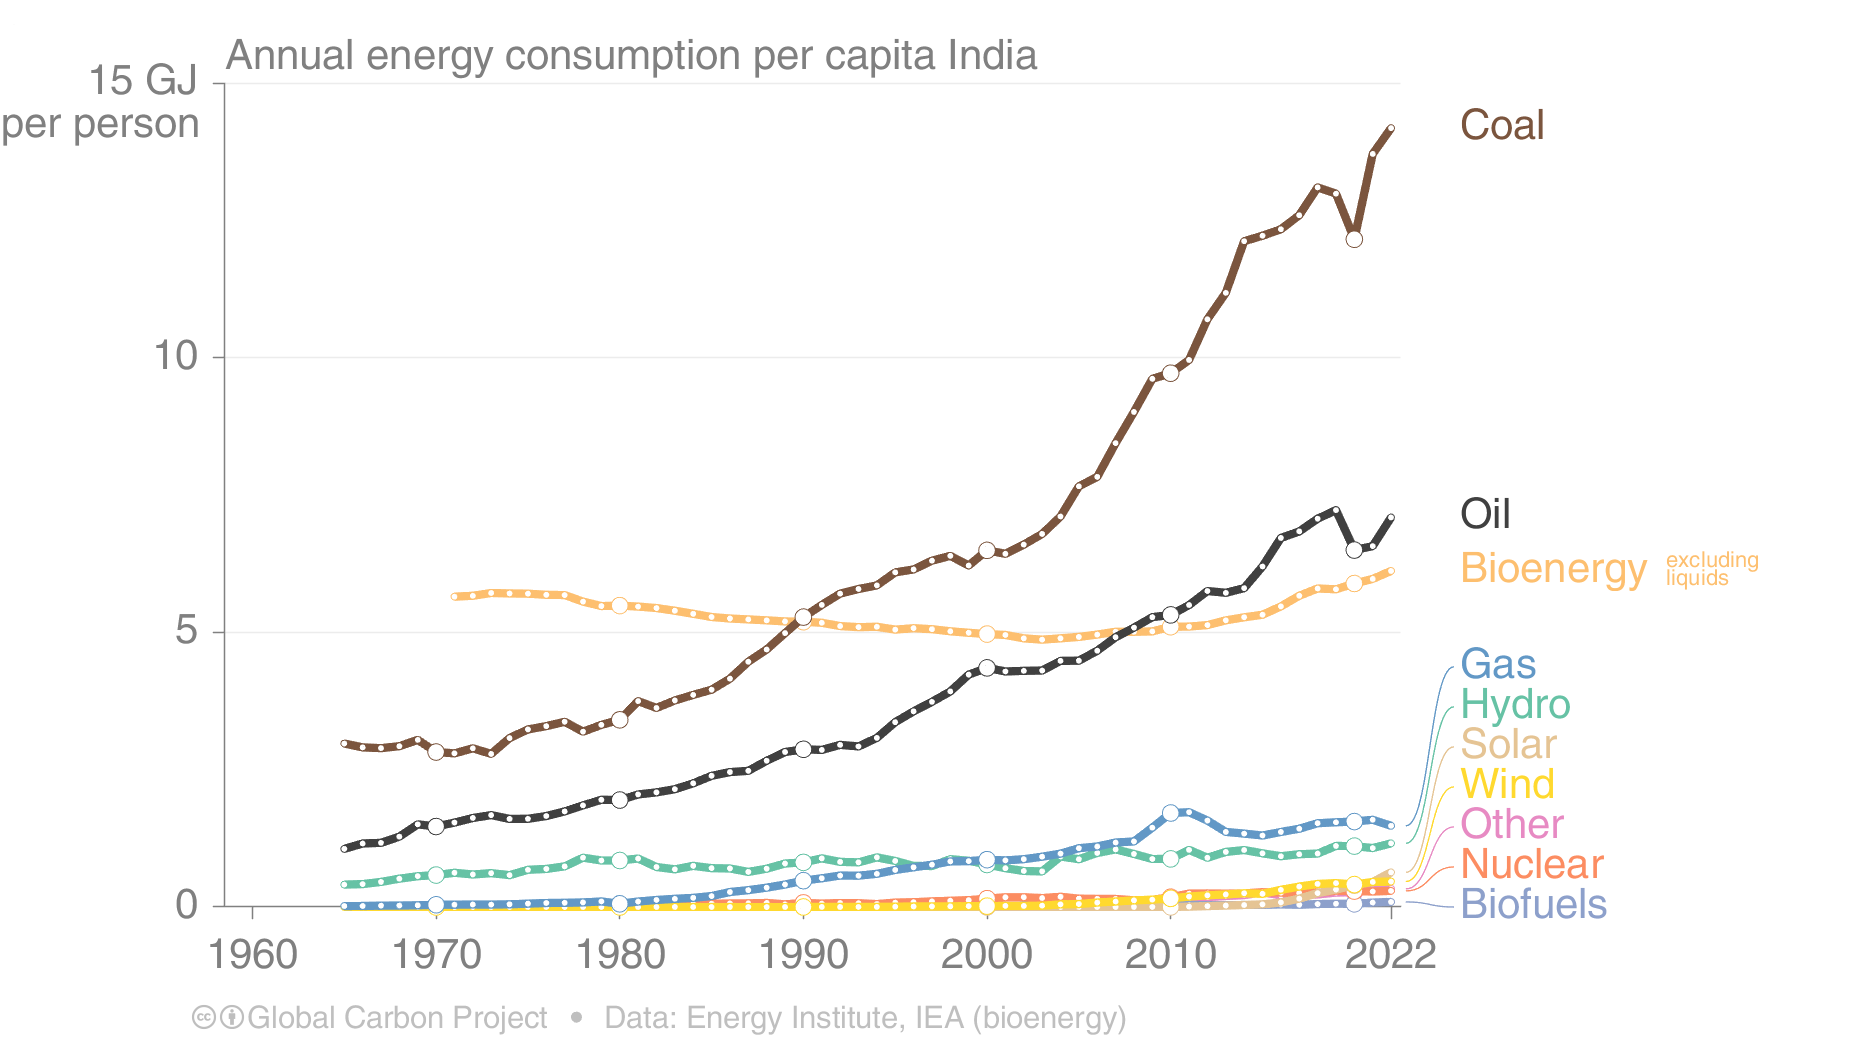 Annual energy consumption per capita India
15 GJ
per person
10
5
0
1960 1970 1980 1990 2000 2010 2022
Coal
Oil
Bioenergy excluding
liquids
Gas
Hydro
Solar
Wind
Other
Nuclear
Biofuels
cc Global Carbon Project • Data: Energy Institute, IEA (bioenergy)